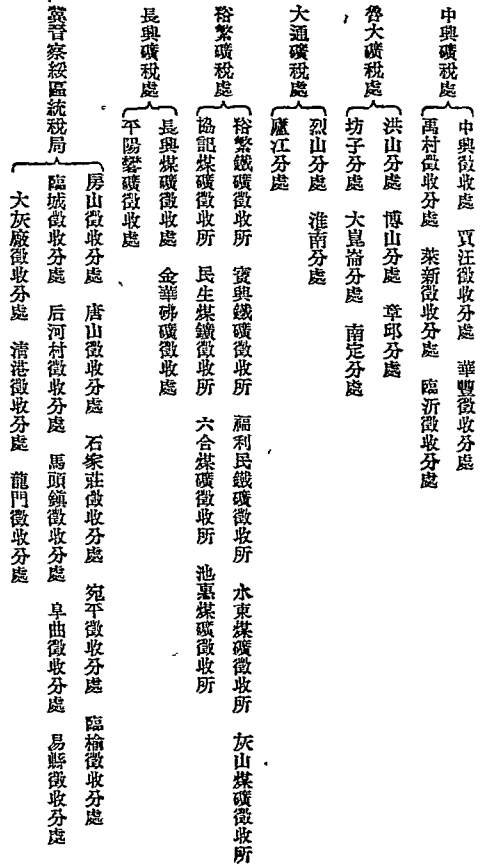 中興礦稅處
中興徵收處　賈汪徵收分處　華豐徵收分處
禹村徵收分處　萊新徵收分處　臨沂徵收分處
魯大礦稅處
洪山分處　博山分處　章邱分處
坊子分處　大崑崙分處　南定分處
大通礦稅處
烈山分處　淮南分處
廬江分處
裕繁礦稅處
裕繁鐵礦徵收所　寶興鐵礦徵收所　福利民鐵礦徵收所　水東煤礦徵收所　灰山煤礦徵收所
協記煤礦徵收所　民生煤鑛徵收所　六合煤礦徵收所　池惠煤礦徵收所
長興礦稅處
長興煤礦徵收處　金華砩礦徵收處
平陽礬礦徵收處
冀晉察綏區統稅局
房山徵收分處　唐山徵收分處　石家莊徵收分處　宛平徵收分處　臨榆徵收分處
臨城徵收分處　后河村徵收分處　馬頭鎮徵收分處　阜曲徵收分處　易縣徵收分處
大灰廠徵收分處　清港徵收分處　龍門徵收分處